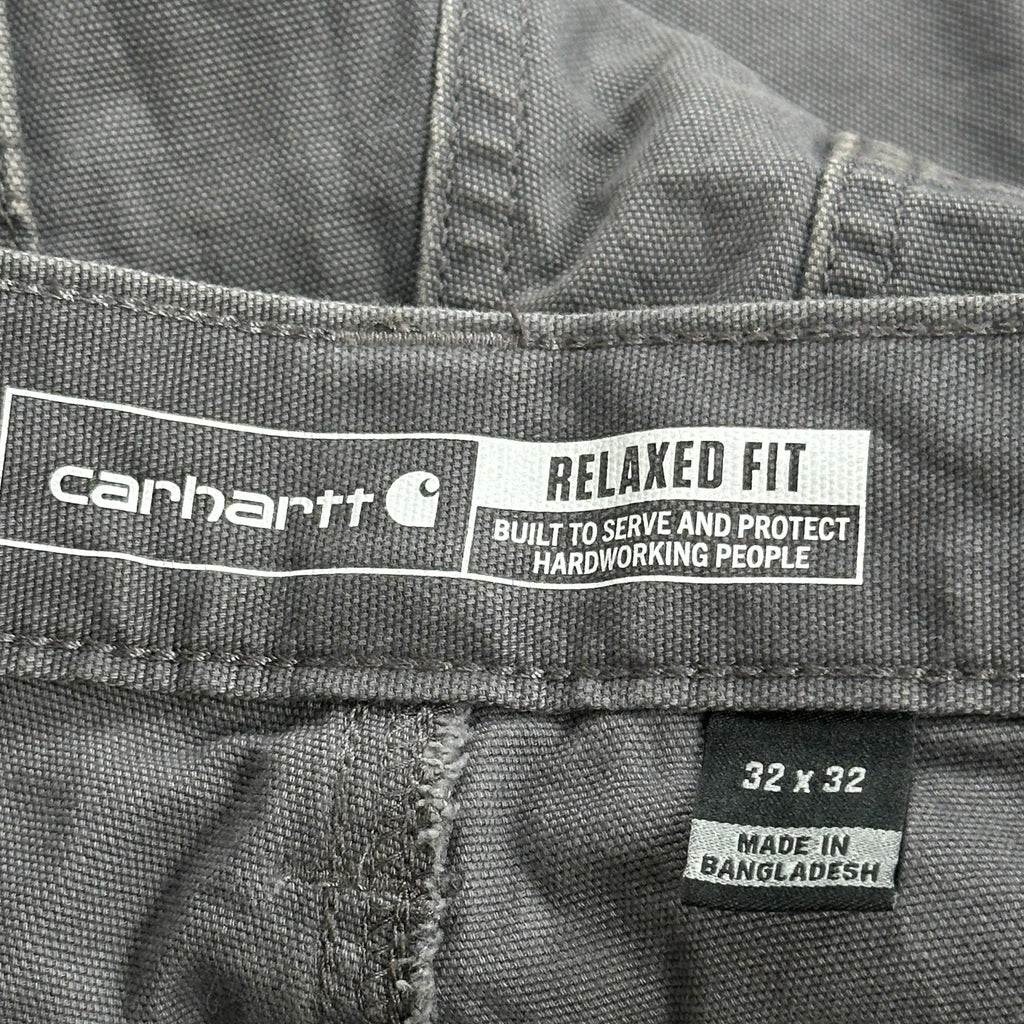 carhartt
RELAXED FIT
BUILT TO SERVE AND PROTECT
HARDWORKING PEOPLE
32 x 32
MADE IN
BANGLADESH